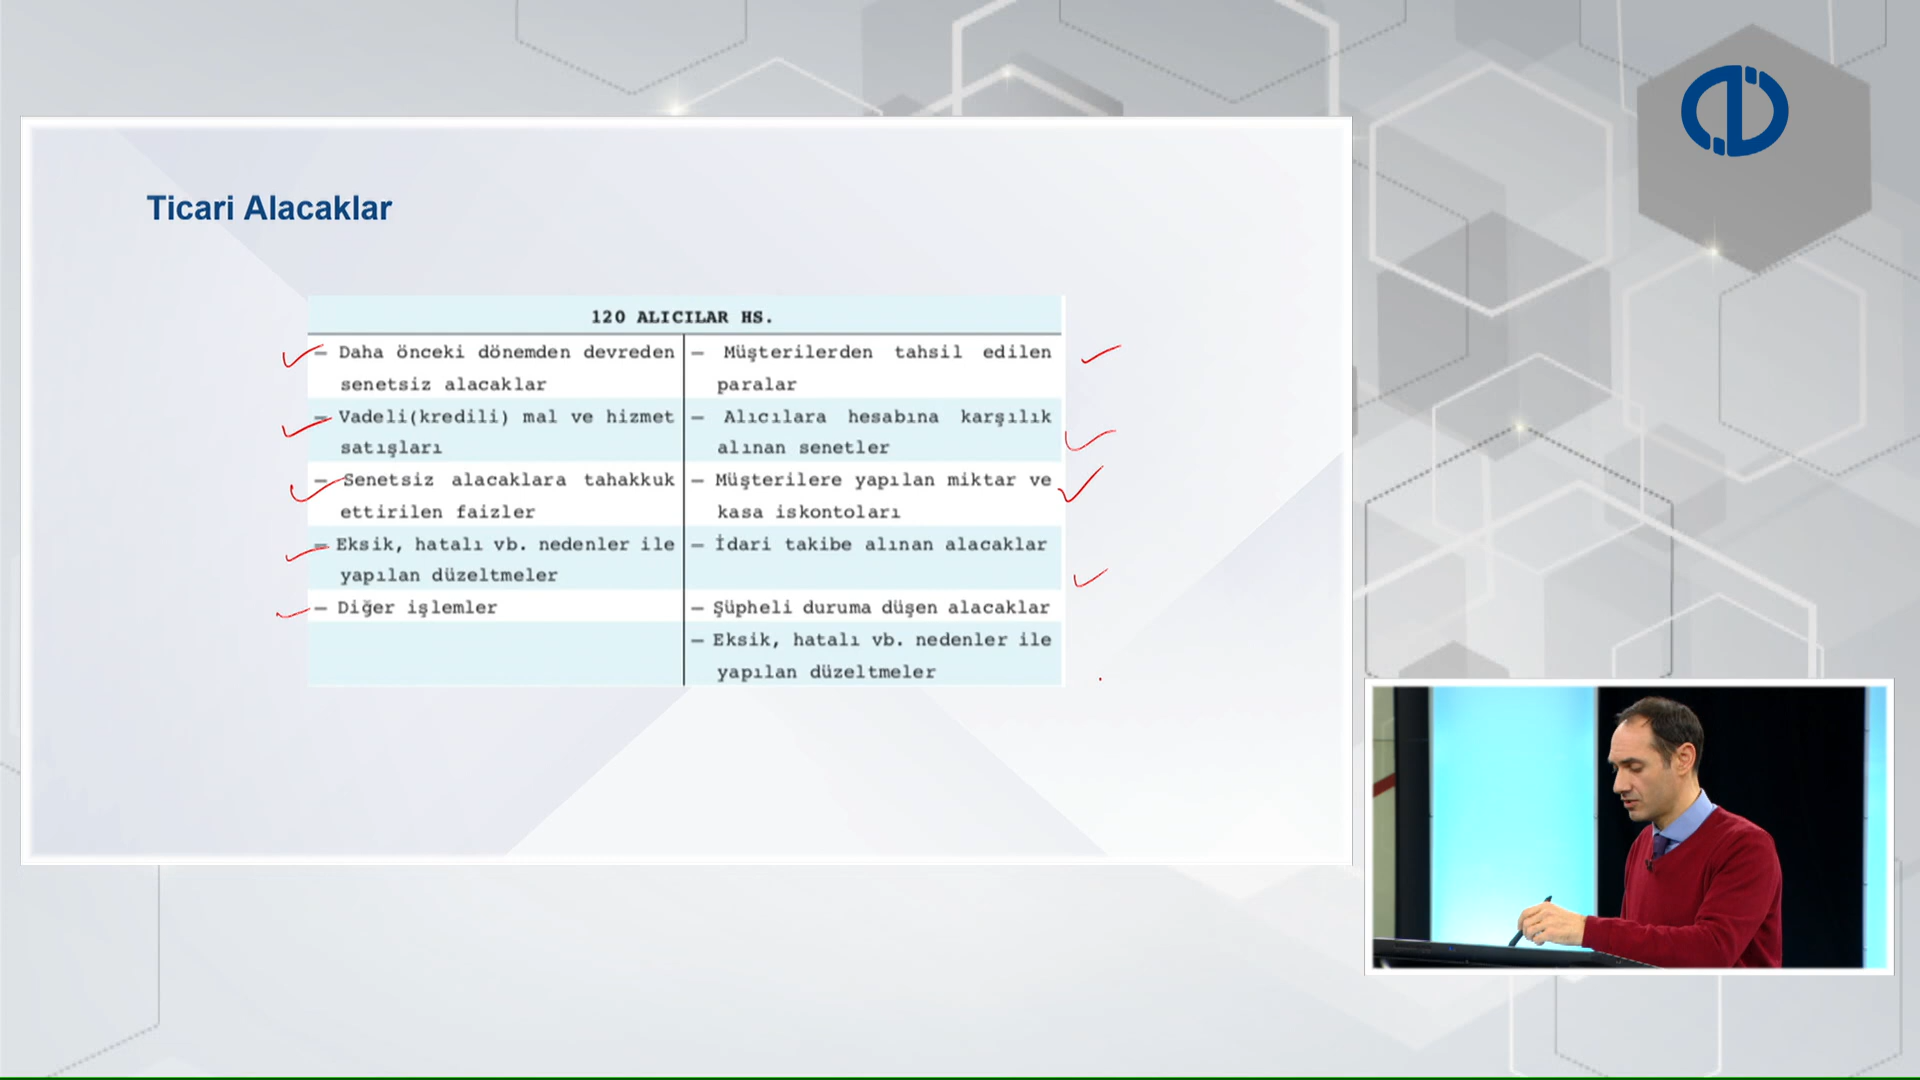 Ticari Alacaklar
120 ALICILAR HS.
– Daha önceki dönemden devreden
senetsiz alacaklar
– Vadeli(kredili) mal ve hizmet
satışları
– Senetsiz alacaklara tahakkuk
ettirilen faizler
– Eksik, hatalı vb. nedenler ile
yapılan düzeltmeler
– Diğer işlemler
– Müşterilerden tahsil edilen
paralar
– Alıcılara hesabına karşılık
alınan senetler
– Müşterilere yapılan miktar ve
kasa iskontoları
– İdari takibe alınan alacaklar
– Şüpheli duruma düşen alacaklar
– Eksik, hatalı vb. nedenler ile
yapılan düzeltmeler